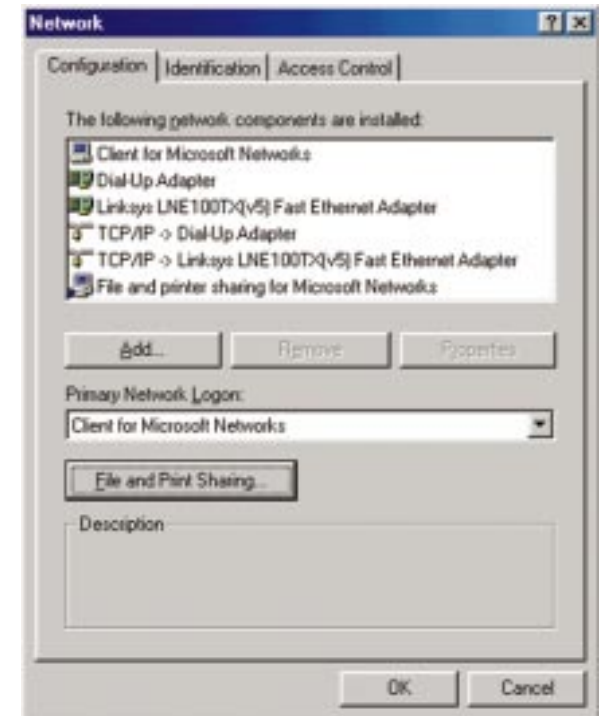 Network
Configuration Identification Access Control
The following network components are installed:
Client for Microsoft Networks
Dial-Up Adapter
Linksys LNE100TX(v5) Fast Ethernet Adapter
TCP/IP -> Dial-Up Adapter
TCP/IP -> Linksys LNE100TX(v5) Fast Ethernet Adapter
File and printer sharing for Microsoft Networks
Add... Remove Properties
Primary Network Logon:
Client for Microsoft Networks
File and Print Sharing...
Description
OK Cancel